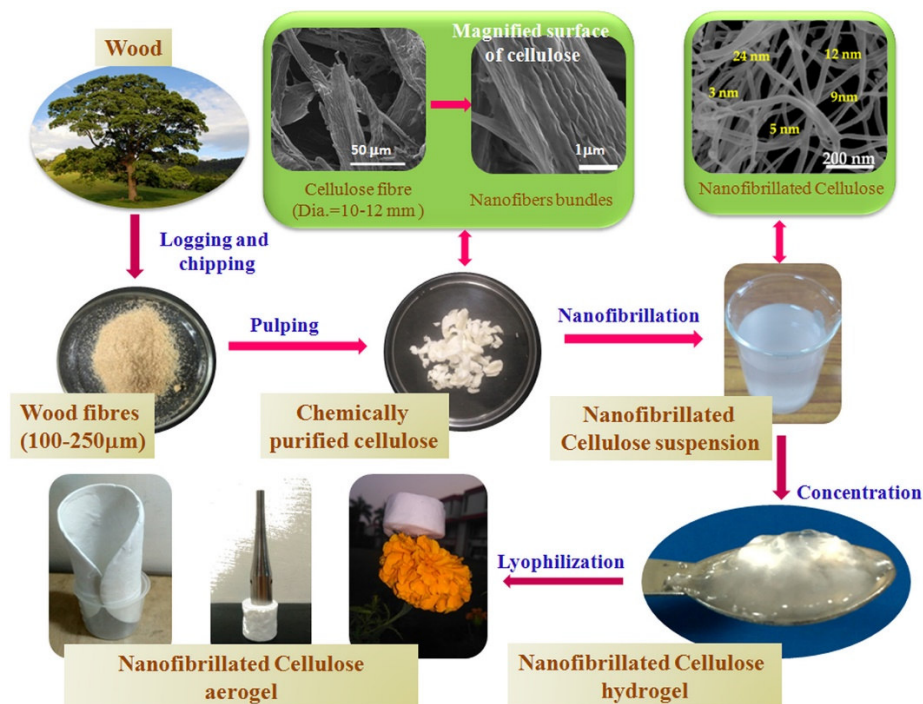 Wood
Magnified surface
of cellulose
50 μm
1μm
Cellulose fibre
(Dia.=10-12 mm)
Nanofibers bundles
24 nm
12 nm
3 nm
9nm
5 nm
200 nm
Nanofibrillated Cellulose
Logging and
chipping
Pulping
Nanofibrillation
Wood fibres
(100-250μm)
Chemically
purified cellulose
Nanofibrillated
Cellulose suspension
Concentration
Lyophilization
Nanofibrillated Cellulose
aerogel
Nanofibrillated Cellulose
hydrogel